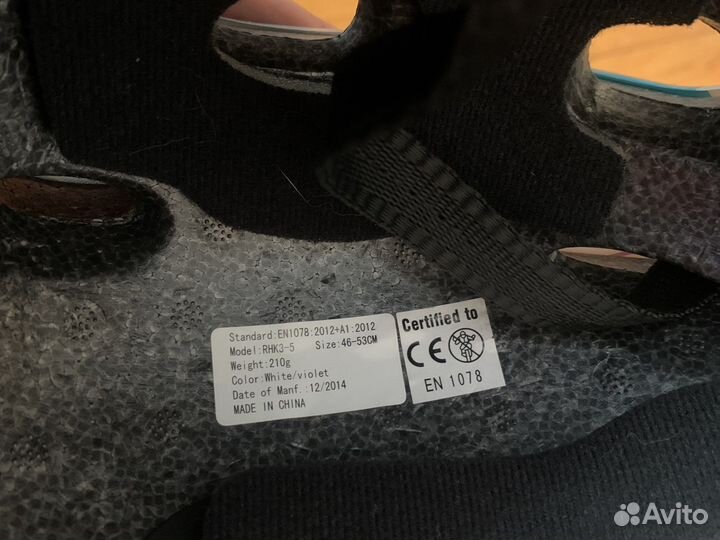 Standard:EN1078:2012+A1:2012
Model:RHK3-5 Size:46-53CM
Weight:210g
Color:White/violet
Date of Manf.:12/2014
MADE IN CHINA
Certified to
CE
EN 1078
Avito